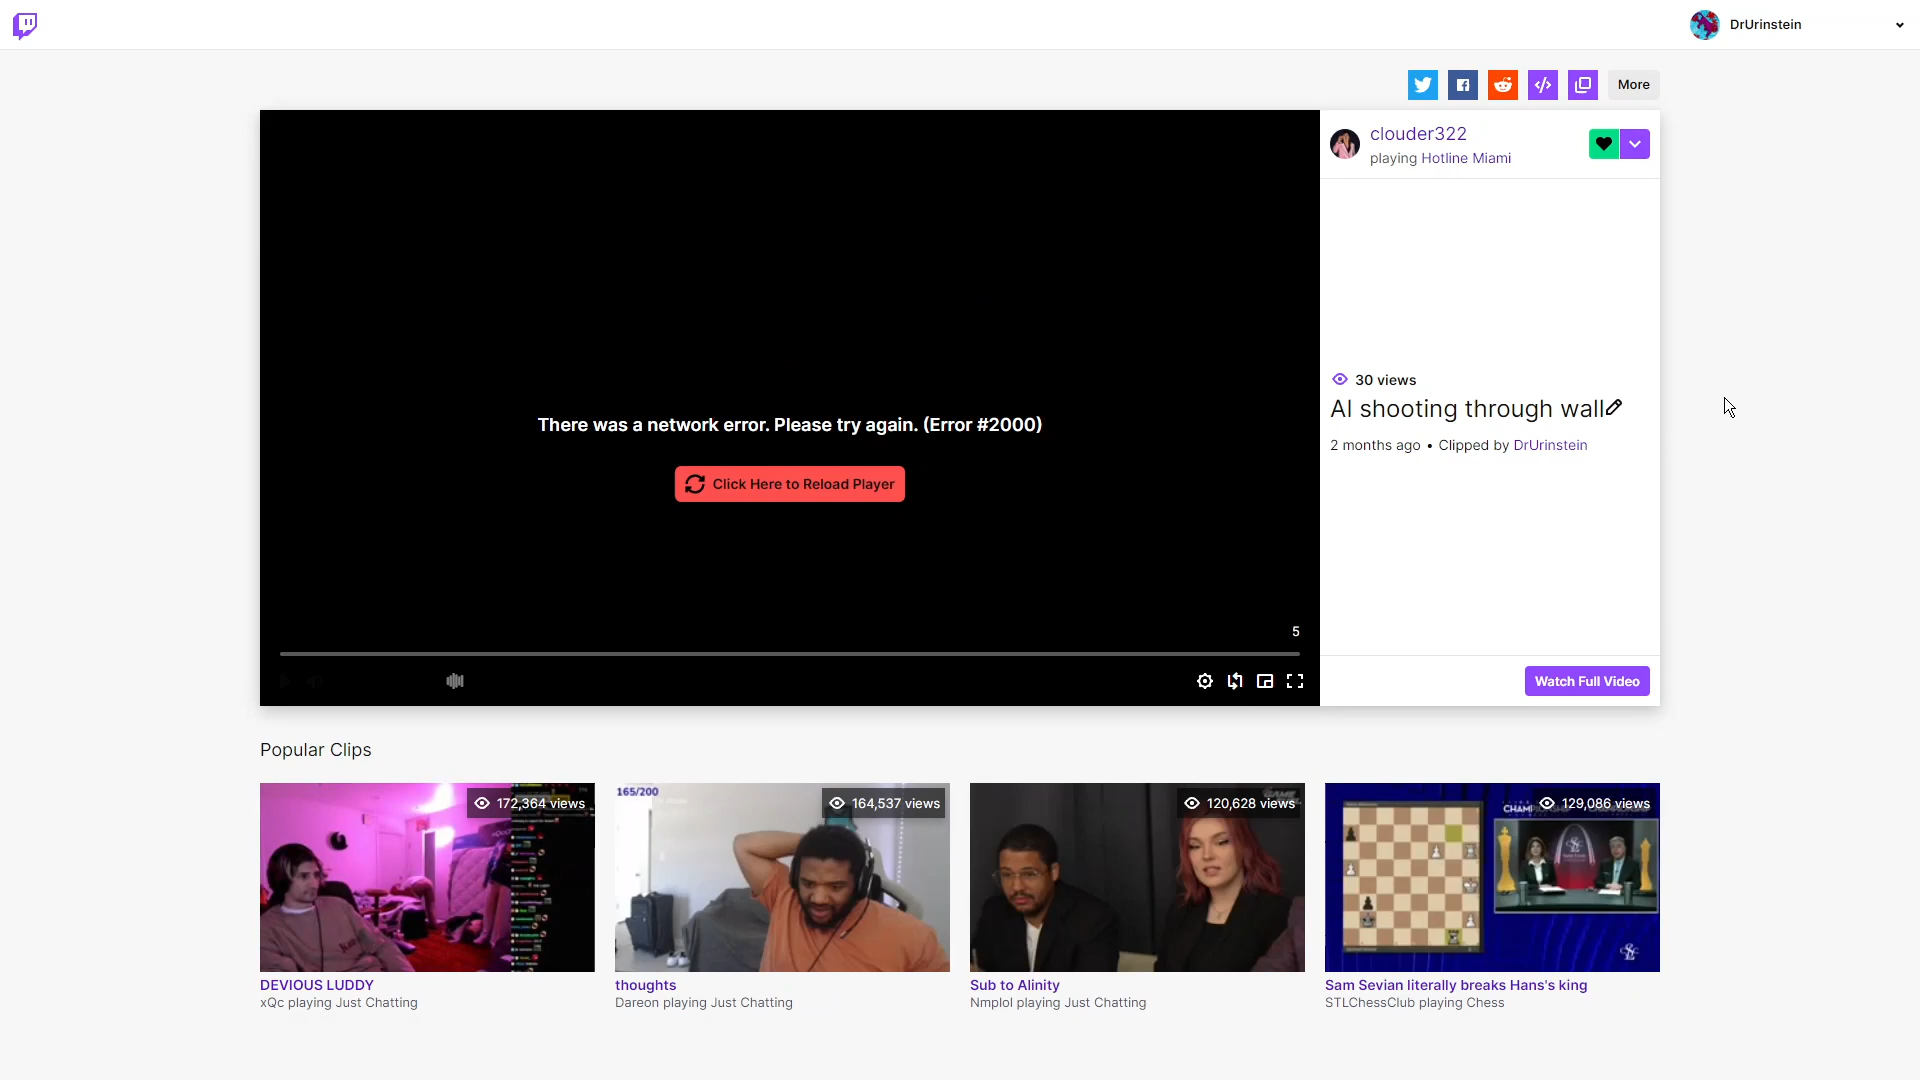 DrUrinstein
More
clouder322
playing Hotline Miami
There was a network error. Please try again. (Error #2000)
Click Here to Reload Player
5
30 views
AI shooting through wall
2 months ago • Clipped by DrUrinstein
Watch Full Video
Popular Clips
172,364 views
165/200
164,537 views
120,628 views
CHAMP
129,086 views
DEVIOUS LUDDY
xQc playing Just Chatting
thoughts
Dareon playing Just Chatting
Sub to Alinity
Nmplol playing Just Chatting
Sam Sevian literally breaks Hans's king
STLChessClub playing Chess